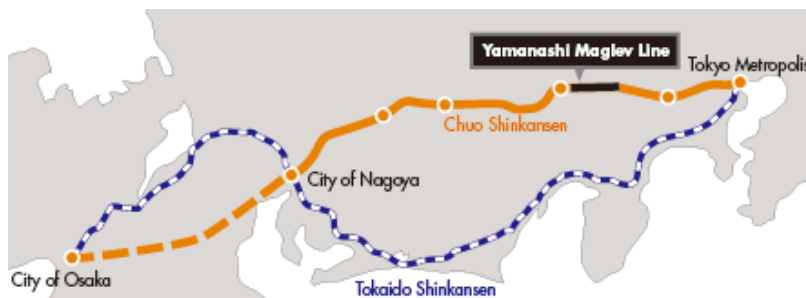 Yamanashi Maglev Line
Tokyo Metropolis
Chuo Shinkansen
City of Nagoya
City of Osaka
Tokaido Shinkansen